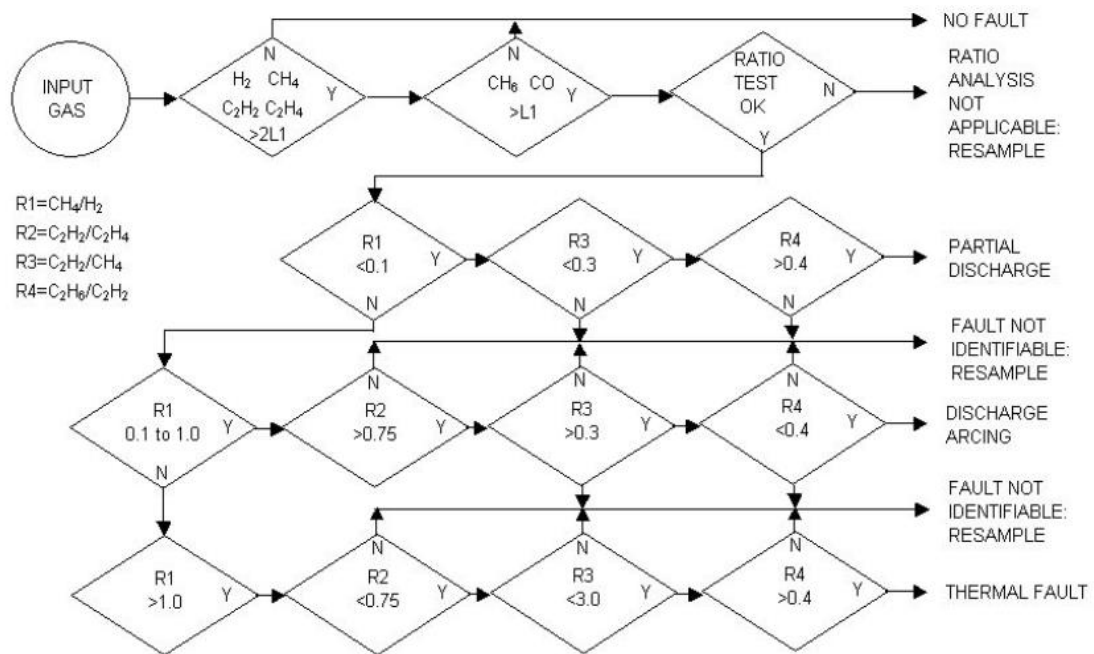 NO FAULT
INPUT
GAS
N
H₂ CH₄
Y
C₂H₂ C₂H₄
>2L1
N
CH₆ CO
Y
>L1
RATIO
TEST
OK
N
Y
RATIO
ANALYSIS
NOT
APPLICABLE:
RESAMPLE
R1=CH₄/H₂
R2=C₂H₂/C₂H₄
R3=C₂H₂/CH₄
R4=C₂H₆/C₂H₂
R1
<0.1
Y
N
R3
<0.3
Y
N
R4
>0.4
Y
N
PARTIAL
DISCHARGE
FAULT NOT
IDENTIFIABLE:
RESAMPLE
R1
0.1 to 1.0
Y
N
N
R2
>0.75
Y
N
R3
>0.3
Y
N
R4
<0.4
Y
DISCHARGE
ARCING
FAULT NOT
IDENTIFIABLE:
RESAMPLE
R1
>1.0
Y
N
R2
<0.75
Y
N
R3
<3.0
Y
N
R4
>0.4
Y
THERMAL FAULT